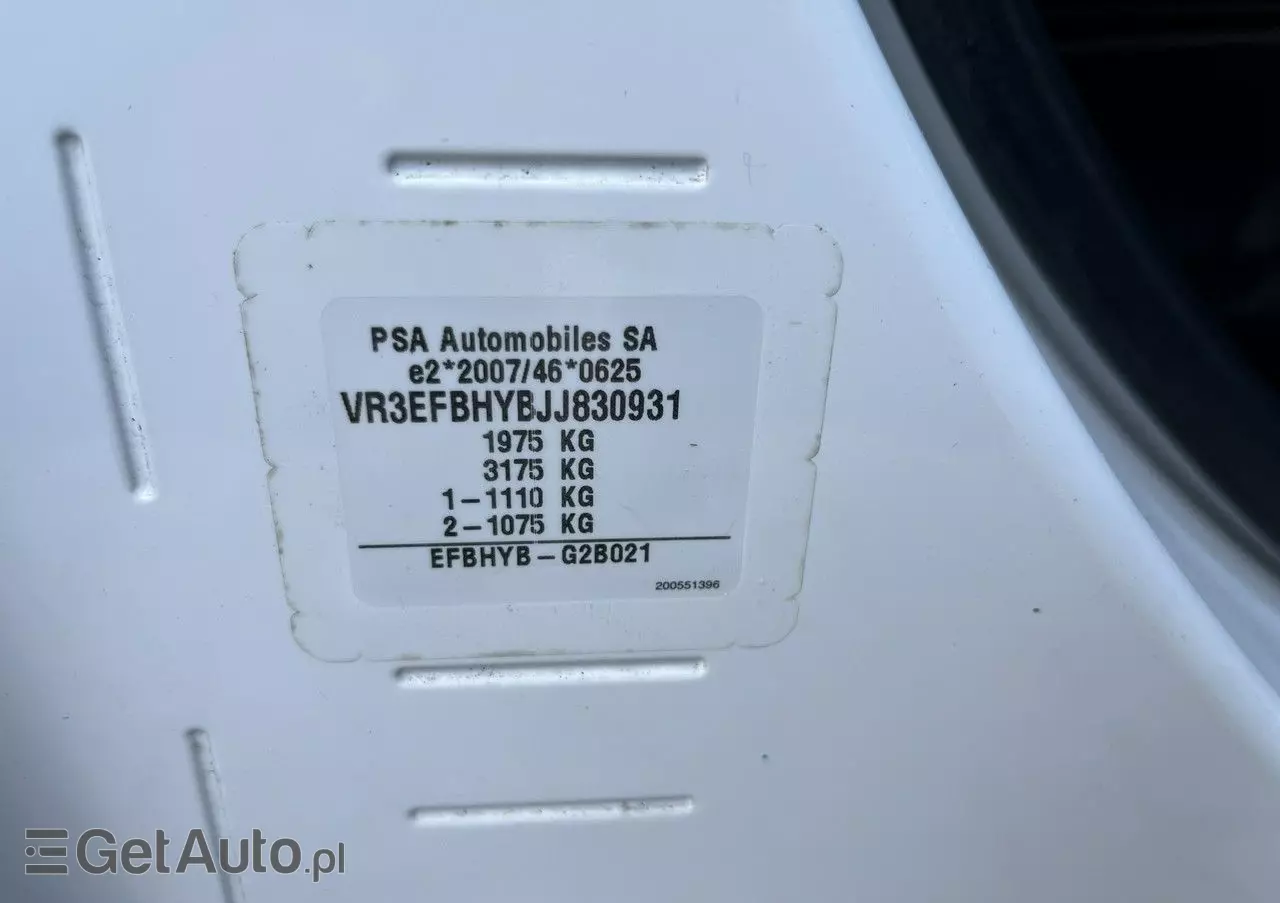 PSA Automobiles SA
e2*2007/46*0625
VR3EFBHYBJJ830931
1975 KG
3175 KG
1-1110 KG
2-1075 KG
EFBHYB-G2B021
200551396
GetAuto.pl